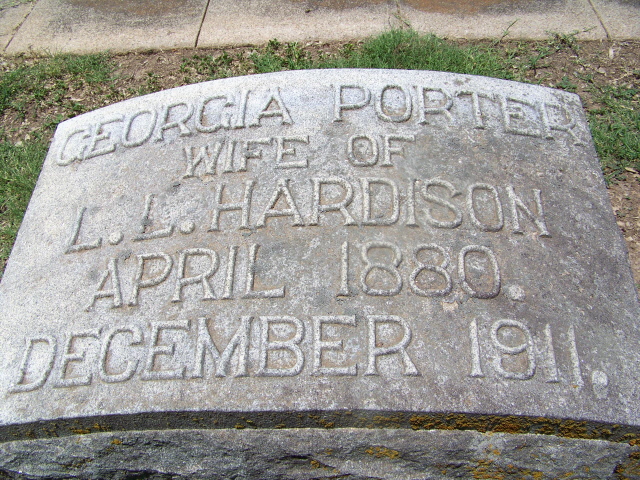 GEORGIA PORTER
WIFE OF
L. L. HARDISON
APRIL 1880.
DECEMBER 1911.